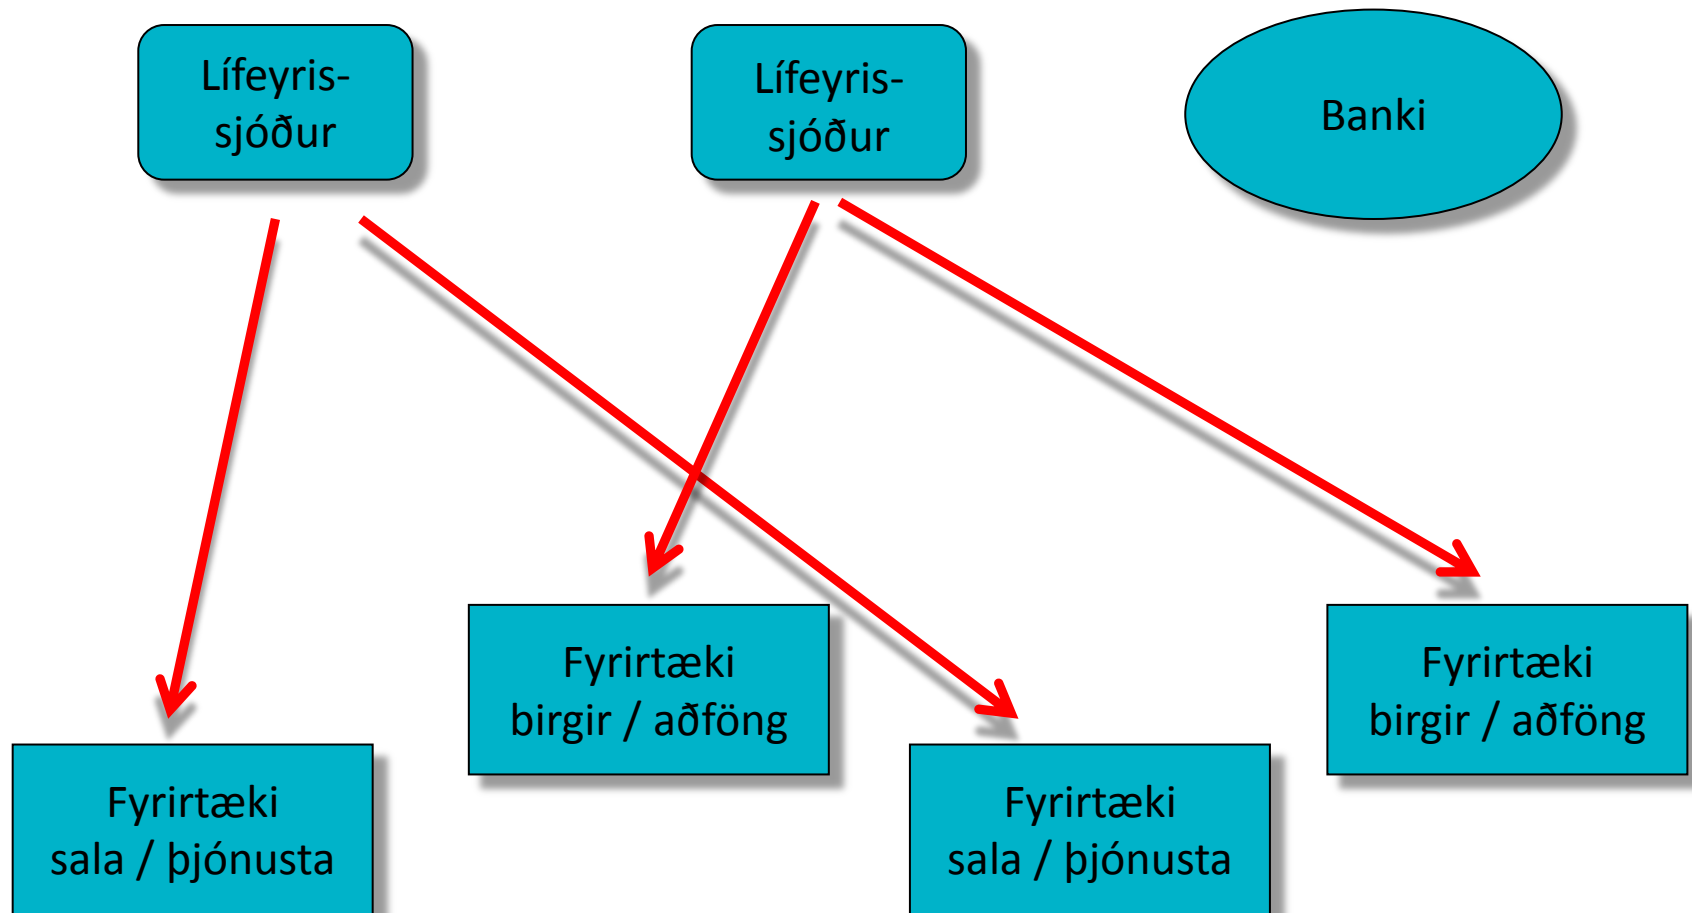 Lífeyris-
sjóður
Lífeyris-
sjóður
Banki
Fyrirtæki
birgir / aðföng
Fyrirtæki
birgir / aðföng
Fyrirtæki
sala / þjónusta
Fyrirtæki
sala / þjónusta